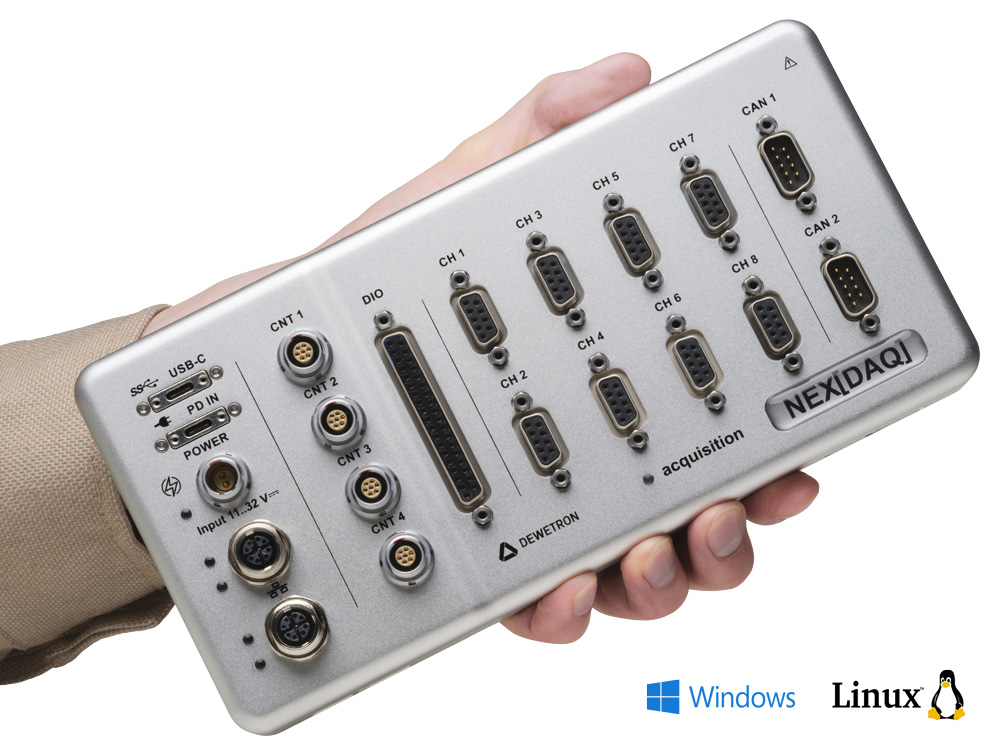 CAN 1
CH 7
CH 5
CH 3
CH 1
DIO
CNT 1
CAN 2
CH 8
CH 6
CH 4
CH 2
CNT 2
CNT 3
CNT 4
SS
USB-C
PD IN
POWER
Input 11..32 V
NEX[DAQ]
acquisition
DEWETRON
Windows
Linux™